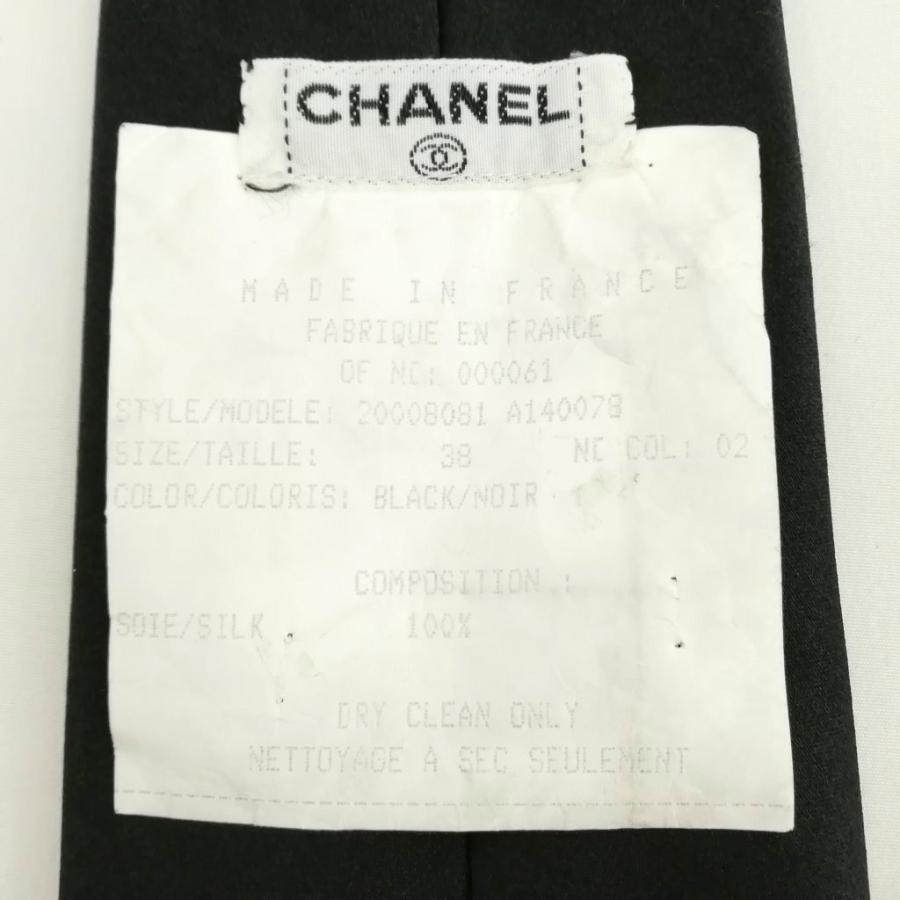 CHANEL
MADE IN FRANCE
FABRIQUE EN FRANCE
OF NO: 000061
STYLE/MODELE: 20008081 A140078
SIZE/TAILLE: 38 NC COL: 02
COLOR/COLORIS: BLACK/NOIR
COMPOSITION :
SOIE/SILK 100%
DRY CLEAN ONLY
NETTOYAGE A SEC SEULEMENT